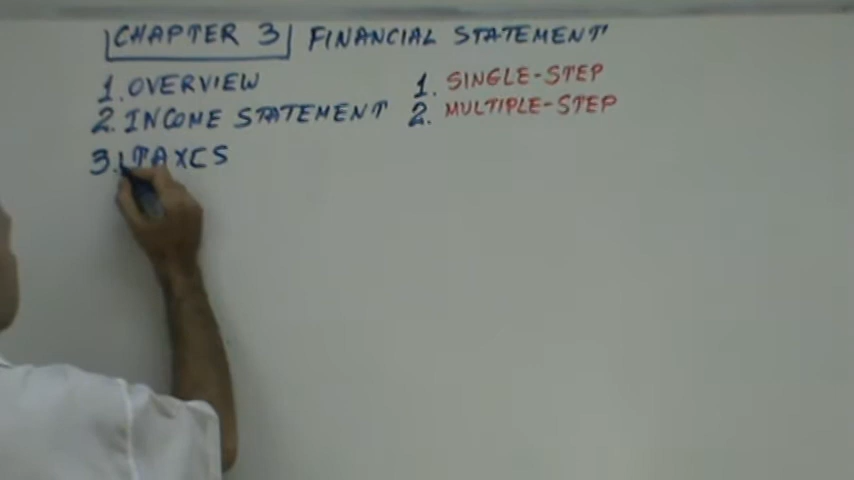 CHAPTER 3 FINANCIAL STATEMENT
1. OVERVIEW 1. SINGLE-STEP
2. INCOME STATEMENT 2. MULTIPLE-STEP
3. TAXES